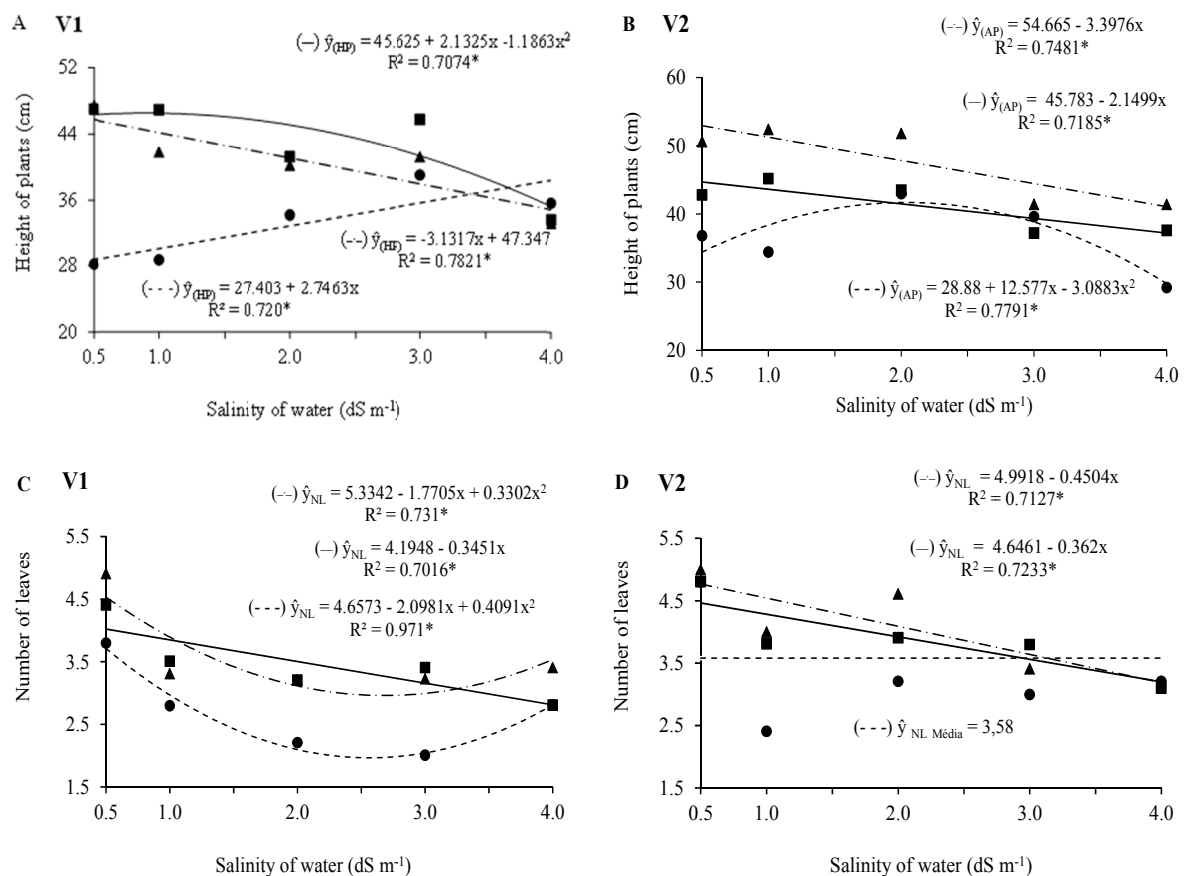 A V1
(—) ŷ(HP) = 45.625 + 2.1325x -1.1863x²
R² = 0.7074*
52
44
36
28
20
Height of plants (cm)
(-·-) ŷ(HP) = -3.1317x + 47.347
R² = 0.7821*
(---) ŷ(HP) = 27.403 + 2.7463x
R² = 0.720*
0.5 1.0 2.0 3.0 4.0
Salinity of water (dS m⁻¹)
B V2
(-·-) ŷ(AP) = 54.665 - 3.3976x
R² = 0.7481*
(—) ŷ(AP) = 45.783 - 2.1499x
R² = 0.7185*
60
50
40
30
20
Height of plants (cm)
(---) ŷ(AP) = 28.88 + 12.577x - 3.0883x²
R² = 0.7791*
0.5 1.0 2.0 3.0 4.0
Salinity of water (dS m⁻¹)
C V1
(-·-) ŷNL = 5.3342 - 1.7705x + 0.3302x²
R² = 0.731*
(—) ŷNL = 4.1948 - 0.3451x
R² = 0.7016*
(---) ŷNL = 4.6573 - 2.0981x + 0.4091x²
R² = 0.971*
5.5
4.5
3.5
2.5
1.5
Number of leaves
0.5 1.0 2.0 3.0 4.0
Salinity of water (dS m⁻¹)
D V2
(-·-) ŷNL = 4.9918 - 0.4504x
R² = 0.7127*
(—) ŷNL = 4.6461 - 0.362x
R² = 0.7233*
5.5
4.5
3.5
2.5
1.5
Number of leaves
(---) ŷ NL Média = 3,58
0.5 1.0 2.0 3.0 4.0
Salinity of water (dS m⁻¹)